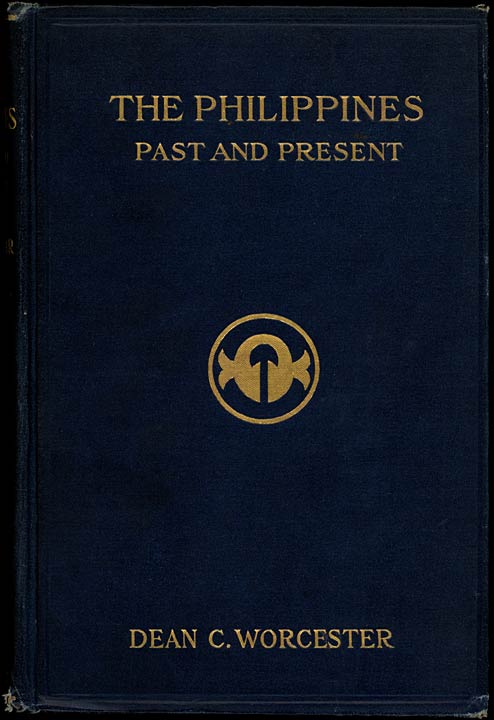 THE PHILIPPINES
PAST AND PRESENT
DEAN C. WORCESTER